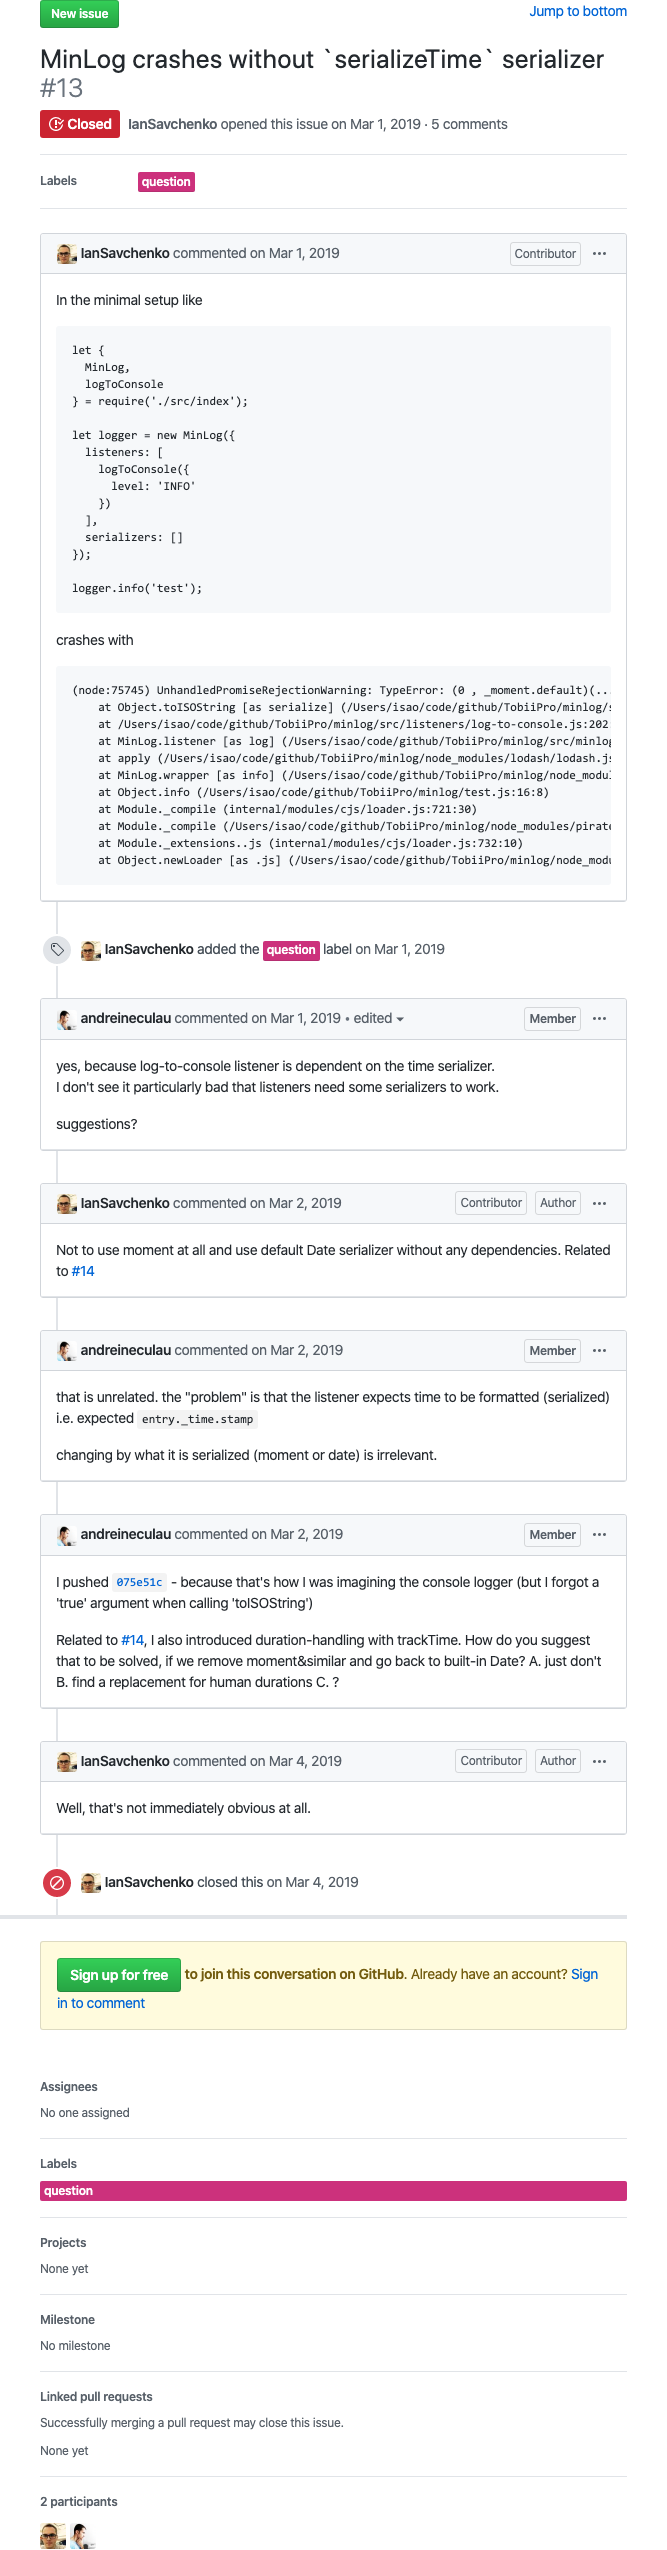 New issue
Jump to bottom
MinLog crashes without `serializeTime` serializer
#13
Closed
IanSavchenko opened this issue on Mar 1, 2019 · 5 comments
Labels
question
IanSavchenko commented on Mar 1, 2019
Contributor
In the minimal setup like
let {
  MinLog,
  logToConsole
} = require('./src/index');
let logger = new MinLog({
  listeners: [
    logToConsole({
      level: 'INFO'
    })
  ],
  serializers: []
});
logger.info('test');
crashes with
(node:75745) UnhandledPromiseRejectionWarning: TypeError: (0 , _moment.default)(...
    at Object.toISOString [as serialize] (/Users/isao/code/github/TobiiPro/minlog/s
    at /Users/isao/code/github/TobiiPro/minlog/src/listeners/log-to-console.js:202:
    at MinLog.listener [as log] (/Users/isao/code/github/TobiiPro/minlog/src/minlog
    at apply (/Users/isao/code/github/TobiiPro/minlog/node_modules/lodash/lodash.js
    at MinLog.wrapper [as info] (/Users/isao/code/github/TobiiPro/minlog/node_modul
    at Object.info (/Users/isao/code/github/TobiiPro/minlog/test.js:16:8)
    at Module._compile (internal/modules/cjs/loader.js:721:30)
    at Module._compile (/Users/isao/code/github/TobiiPro/minlog/node_modules/pirate
    at Module._extensions..js (internal/modules/cjs/loader.js:732:10)
    at Object.newLoader [as .js] (/Users/isao/code/github/TobiiPro/minlog/node_modu
IanSavchenko added the question label on Mar 1, 2019
andreineculau commented on Mar 1, 2019 • edited
Member
yes, because log-to-console listener is dependent on the time serializer.
I don't see it particularly bad that listeners need some serializers to work.
suggestions?
IanSavchenko commented on Mar 2, 2019
Contributor
Author
Not to use moment at all and use default Date serializer without any dependencies. Related
to #14
andreineculau commented on Mar 2, 2019
Member
that is unrelated. the "problem" is that the listener expects time to be formatted (serialized)
i.e. expected entry._time.stamp
changing by what it is serialized (moment or date) is irrelevant.
andreineculau commented on Mar 2, 2019
Member
I pushed 075e51c - because that's how I was imagining the console logger (but I forgot a
'true' argument when calling 'toISOString')
Related to #14, I also introduced duration-handling with trackTime. How do you suggest
that to be solved, if we remove moment&similar and go back to built-in Date? A. just don't
B. find a replacement for human durations C. ?
IanSavchenko commented on Mar 4, 2019
Contributor
Author
Well, that's not immediately obvious at all.
IanSavchenko closed this on Mar 4, 2019
Sign up for free to join this conversation on GitHub. Already have an account? Sign
in to comment
Assignees
No one assigned
Labels
question
Projects
None yet
Milestone
No milestone
Linked pull requests
Successfully merging a pull request may close this issue.
None yet
2 participants